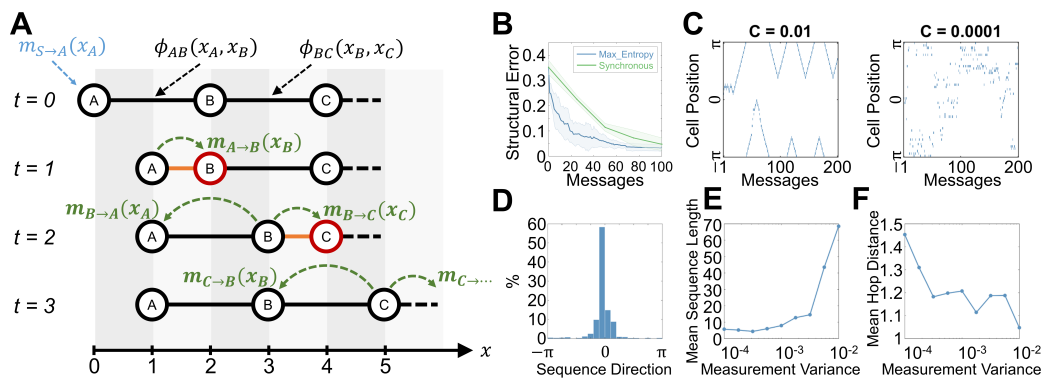 A
m_{S→A}(x_A)
ϕ_{AB}(x_A, x_B)
ϕ_{BC}(x_B, x_C)
t = 0
A
B
C
m_{A→B}(x_B)
t = 1
A
B
C
m_{B→A}(x_A)
m_{B→C}(x_C)
t = 2
A
B
C
m_{C→B}(x_B)
m_{C→⋯}
t = 3
A
B
C
0 1 2 3 4 5 x
B
Structural Error
0.4
0.3
0.2
0.1
0
Max_Entropy
Synchronous
0 20 40 60 80 100
Messages
C
C = 0.01
Cell Position
π
0
π
1 100 200
Messages
C = 0.0001
Cell Position
π
0
π
1 100 200
Messages
D
%
60
50
40
30
20
10
0
−π 0 π
Sequence Direction
E
Mean Sequence Length
70
60
50
40
30
20
10
0
10^{-4} 10^{-3} 10^{-2}
Measurement Variance
F
Mean Hop Distance
1.5
1.4
1.3
1.2
1.1
1
10^{-4} 10^{-3} 10^{-2}
Measurement Variance